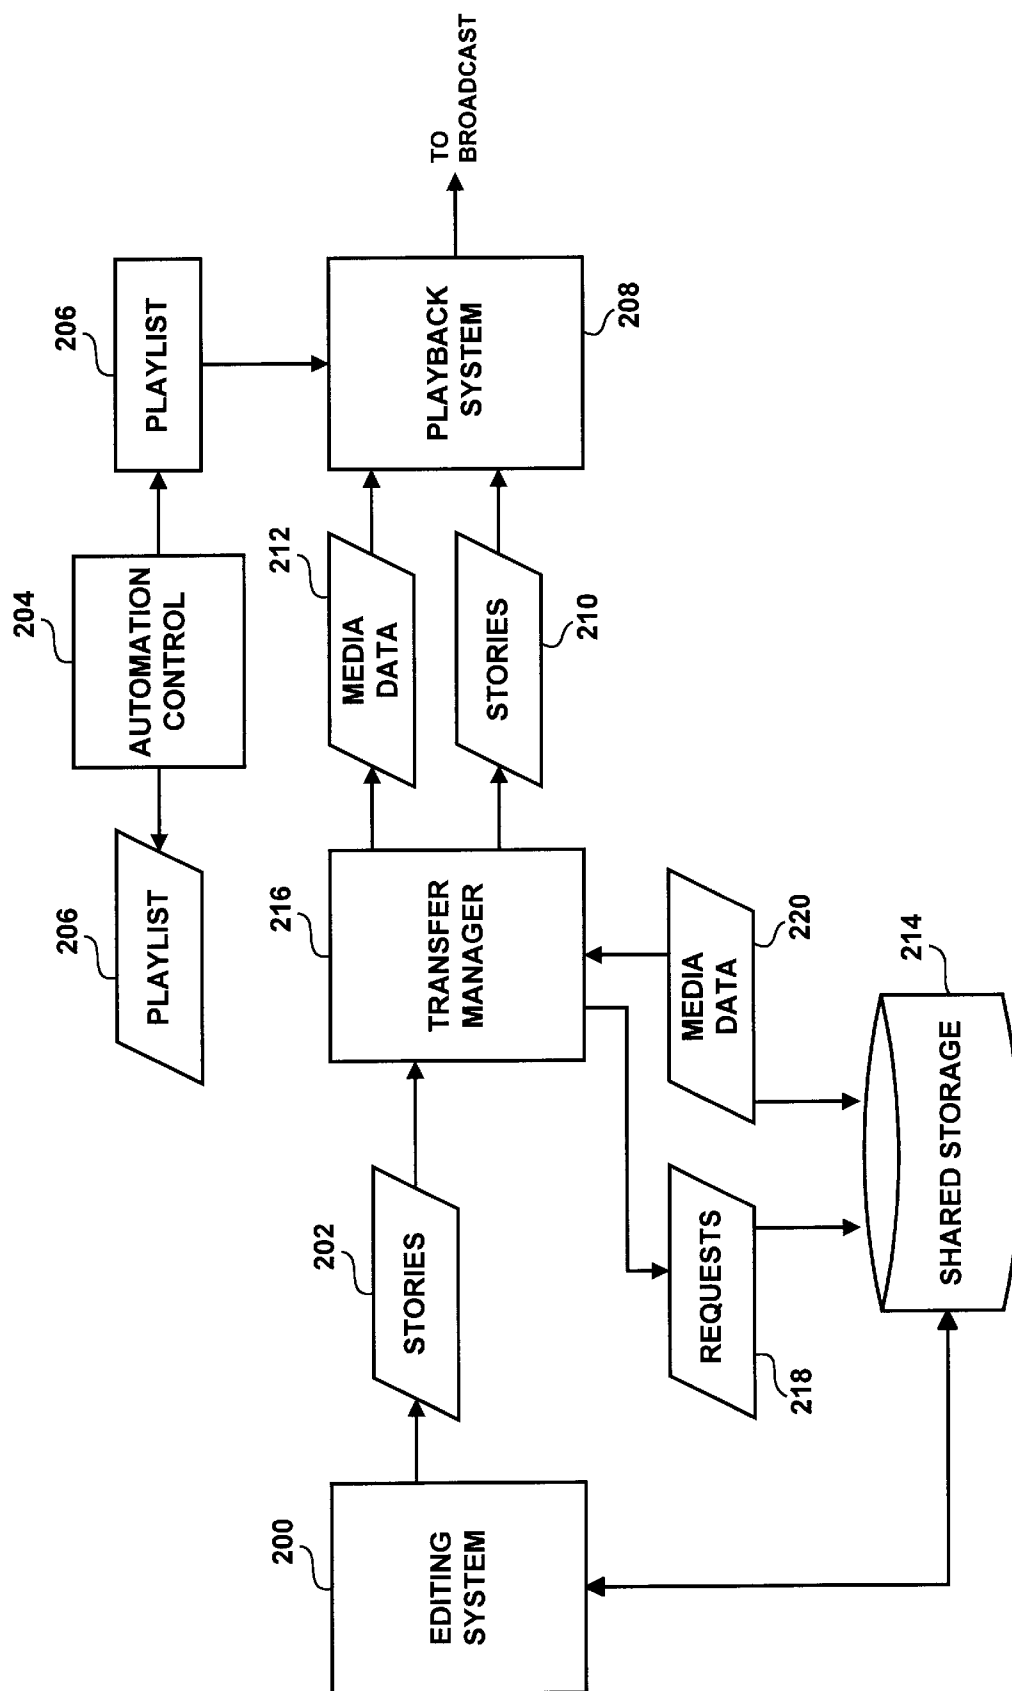 204
AUTOMATION
CONTROL
206
PLAYLIST
206
PLAYLIST
200
EDITING
SYSTEM
202
STORIES
216
TRANSFER
MANAGER
212
MEDIA
DATA
STORIES
210
PLAYBACK
SYSTEM
208
TO
BROADCAST
REQUESTS
218
MEDIA
DATA
220
SHARED STORAGE
214